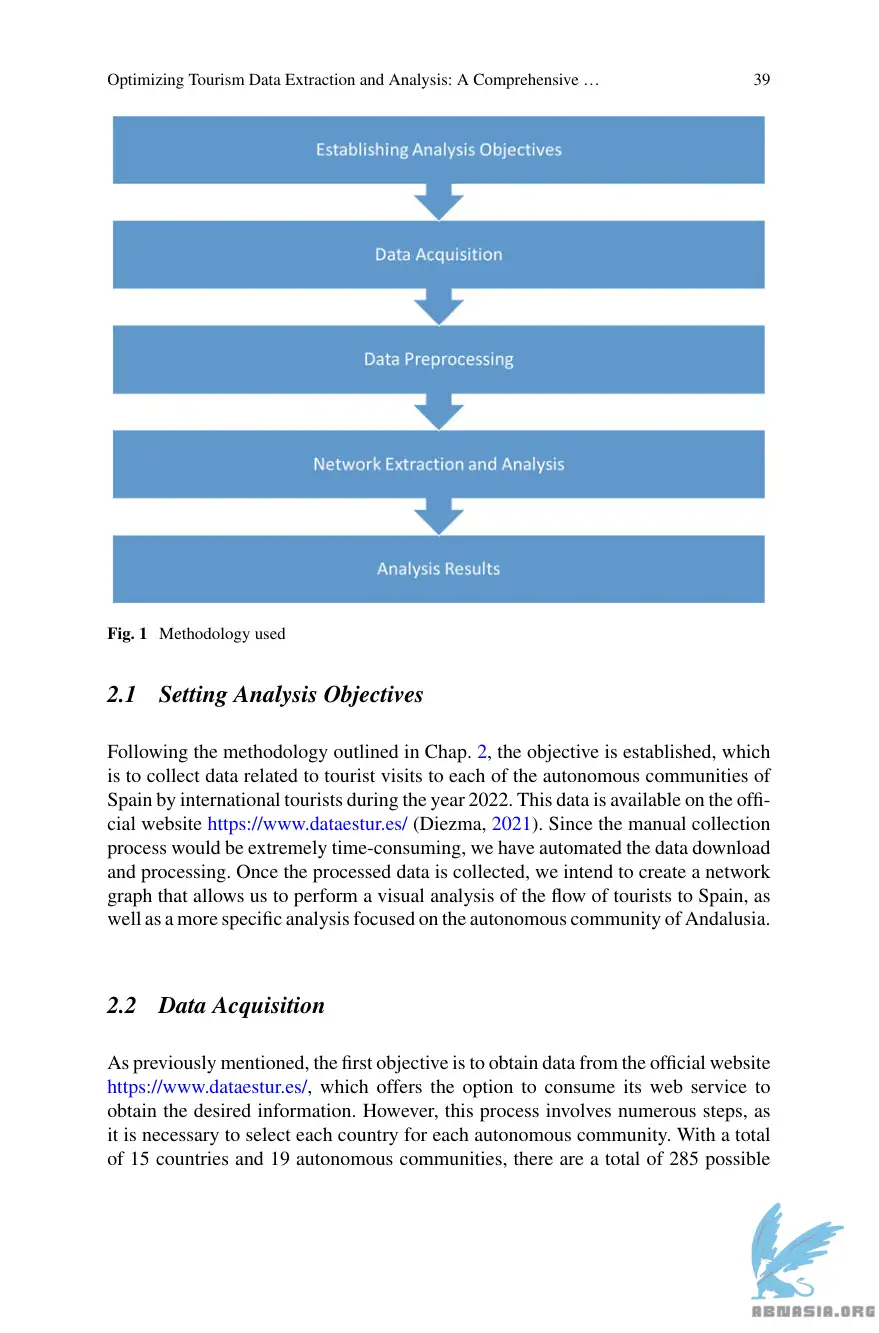 Optimizing Tourism Data Extraction and Analysis: A Comprehensive … 39
Establishing Analysis Objectives
Data Acquisition
Data Preprocessing
Network Extraction and Analysis
Analysis Results
Fig. 1 Methodology used
2.1 Setting Analysis Objectives
Following the methodology outlined in Chap. 2, the objective is established, which
is to collect data related to tourist visits to each of the autonomous communities of
Spain by international tourists during the year 2022. This data is available on the offi-
cial website https://www.dataestur.es/ (Diezma, 2021). Since the manual collection
process would be extremely time-consuming, we have automated the data download
and processing. Once the processed data is collected, we intend to create a network
graph that allows us to perform a visual analysis of the flow of tourists to Spain, as
well as a more specific analysis focused on the autonomous community of Andalusia.
2.2 Data Acquisition
As previously mentioned, the first objective is to obtain data from the official website
https://www.dataestur.es/, which offers the option to consume its web service to
obtain the desired information. However, this process involves numerous steps, as
it is necessary to select each country for each autonomous community. With a total
of 15 countries and 19 autonomous communities, there are a total of 285 possible
ABNASIA.ORG